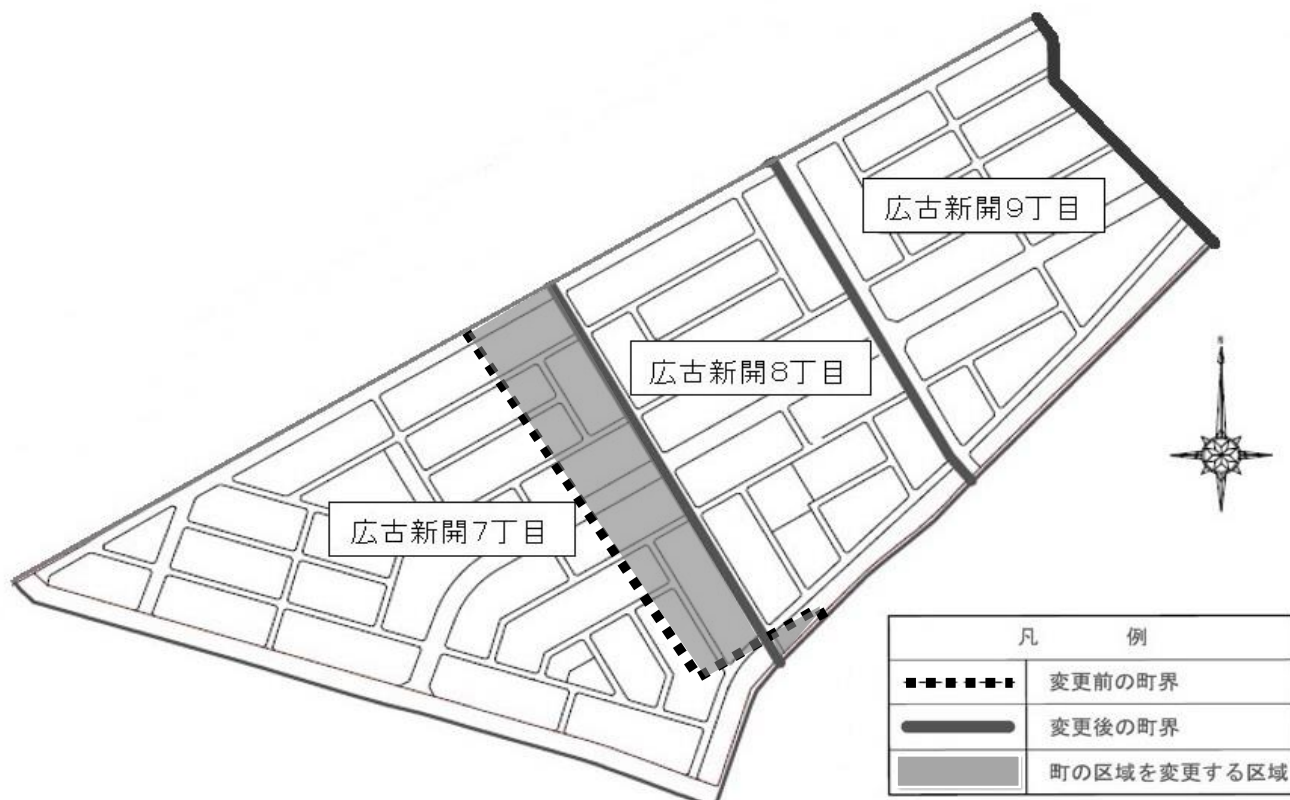 広古新開9丁目
広古新開8丁目
広古新開7丁目
凡 例
変更前の町界
変更後の町界
町の区域を変更する区域